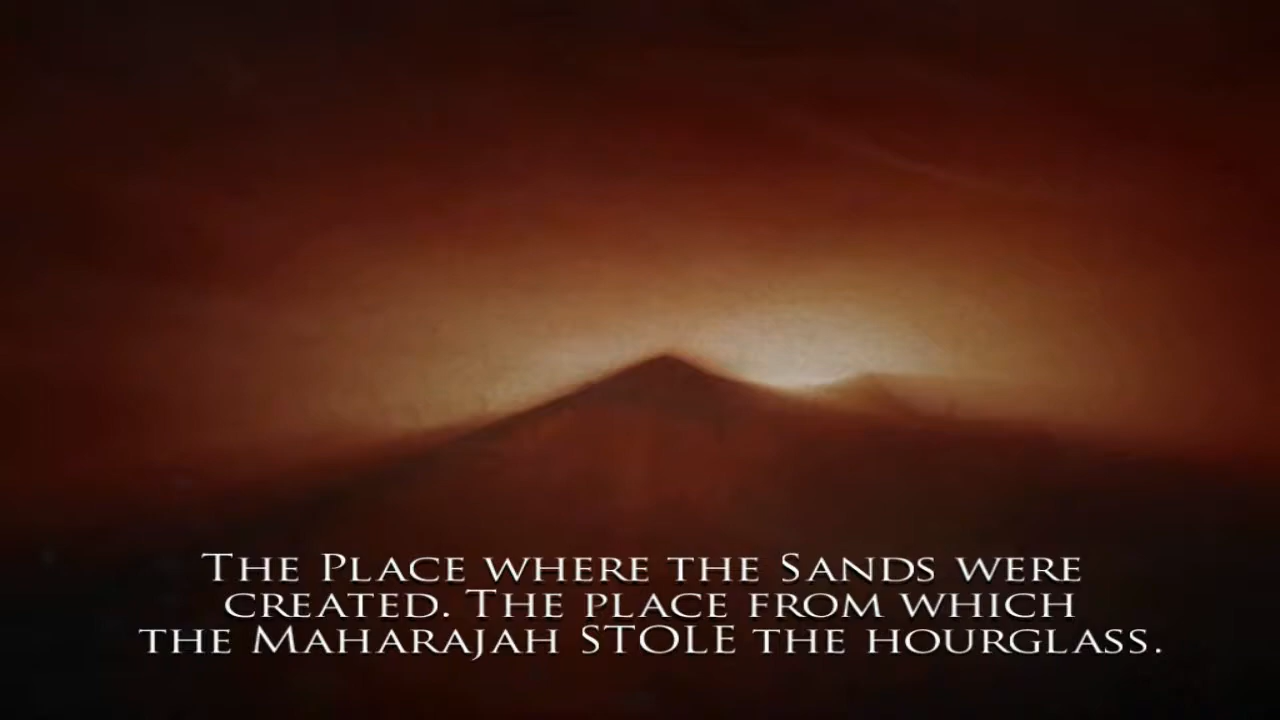 The Place where the Sands were
created. The place from which
the Maharajah STOLE the hourglass.